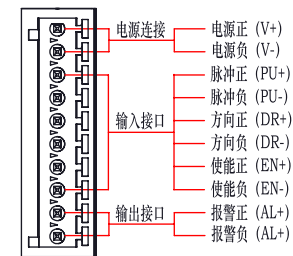 电源连接
电源正 (V+)
电源负 (V-)
输入接口
脉冲正 (PU+)
脉冲负 (PU-)
方向正 (DR+)
方向负 (DR-)
使能正 (EN+)
使能负 (EN-)
输出接口
报警正 (AL+)
报警负 (AL+)